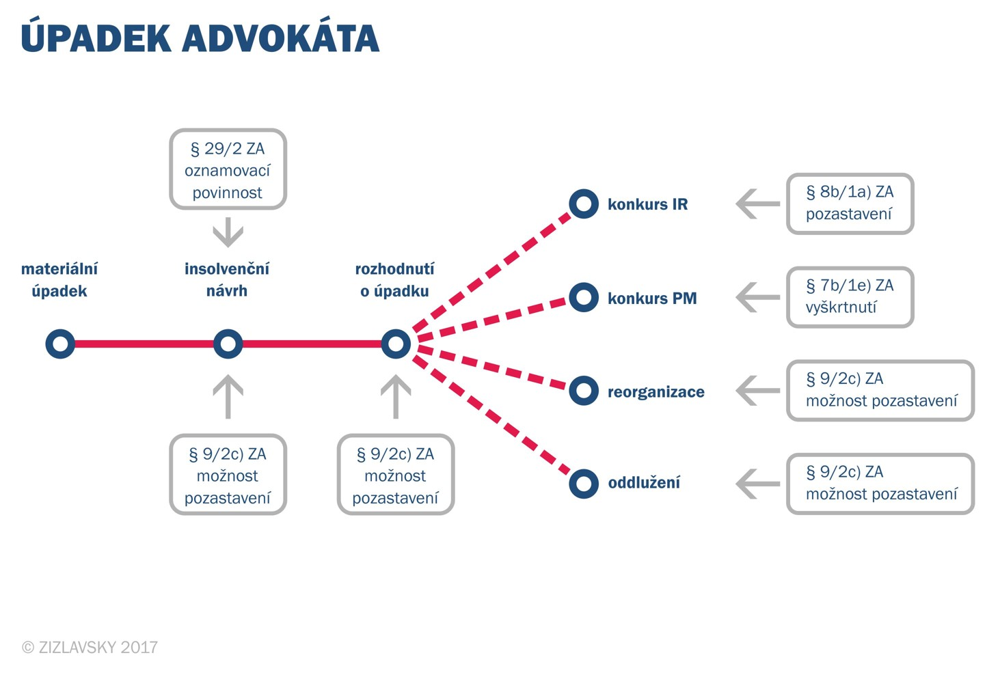 ÚPADEK ADVOKÁTA
§ 29/2 ZA
oznamovací
povinnost
materiální
úpadek
insolvenční
návrh
rozhodnutí
o úpadku
§ 9/2c) ZA
možnost
pozastavení
§ 9/2c) ZA
možnost
pozastavení
konkurs IR
§ 8b/1a) ZA
pozastavení
konkurs PM
§ 7b/1e) ZA
vyškrtnutí
reorganizace
§ 9/2c) ZA
možnost pozastavení
oddlužení
§ 9/2c) ZA
možnost pozastavení
© ZIZLAVSKY 2017